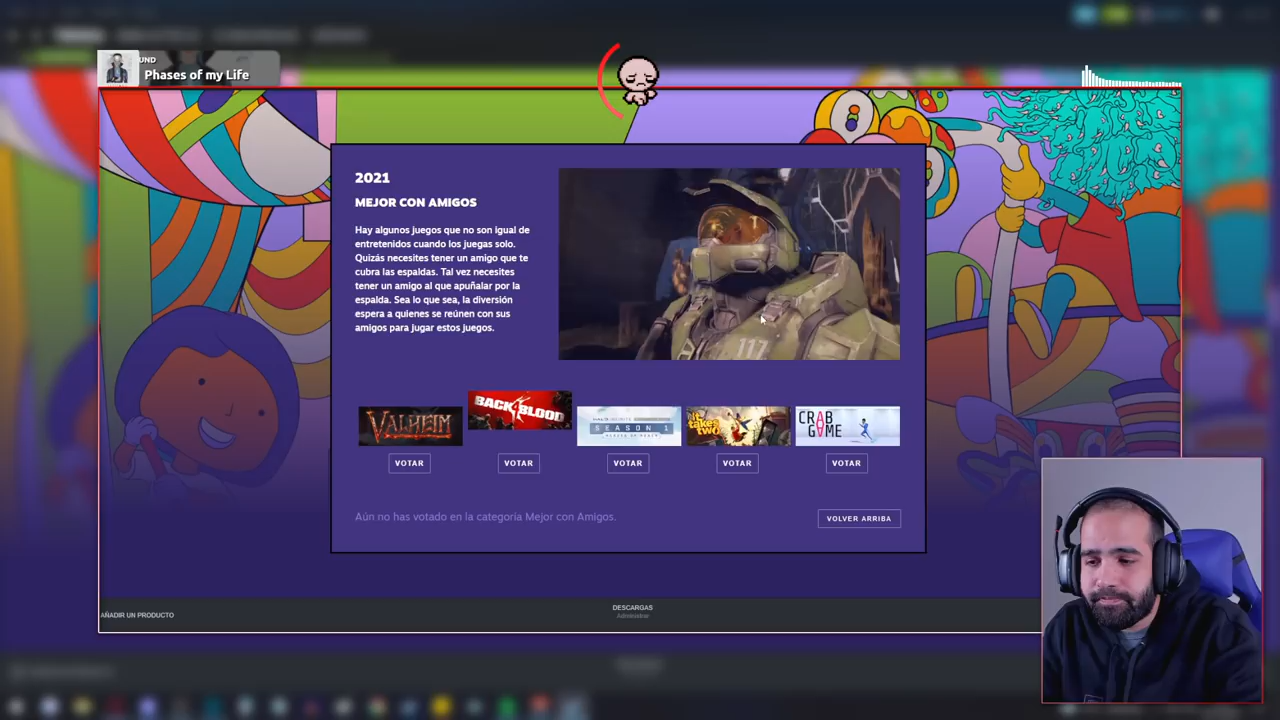 UND
Phases of my Life
2021
MEJOR CON AMIGOS
Hay algunos juegos que no son igual de
entretenidos cuando los juegas solo.
Quizás necesites tener un amigo que te
cubra las espaldas. Tal vez necesites
tener un amigo al que apuñalar por la
espalda. Sea lo que sea, la diversión
espera a quienes se reúnen con sus
amigos para jugar estos juegos.
117
VALHEIM
BACK 4 BLOOD
HALO INFINITE
SEASON 1
it takes two
CRAB
GAME
VOTAR
VOTAR
VOTAR
VOTAR
VOTAR
Aún no has votado en la categoría Mejor con Amigos.
VOLVER ARRIBA
AÑADIR UN PRODUCTO
DESCARGAS
Administrar